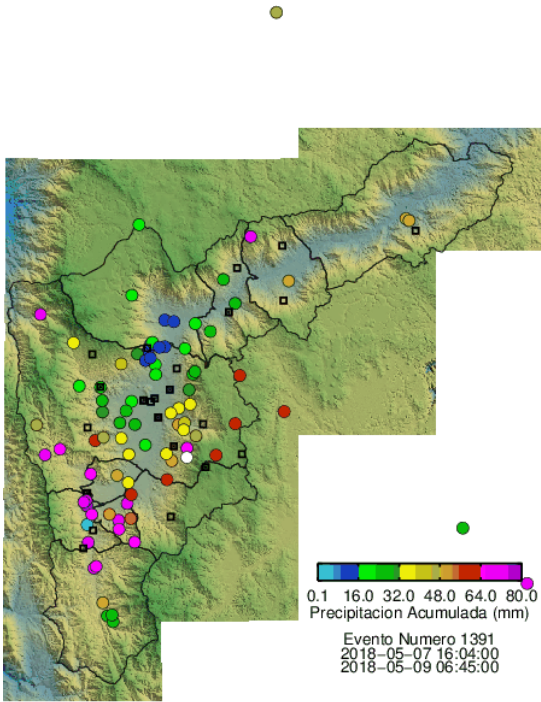 0.1 16.0 32.0 48.0 64.0 80.0
Precipitacion Acumulada (mm)
Evento Numero 1391
2018-05-07 16:04:00
2018-05-09 06:45:00